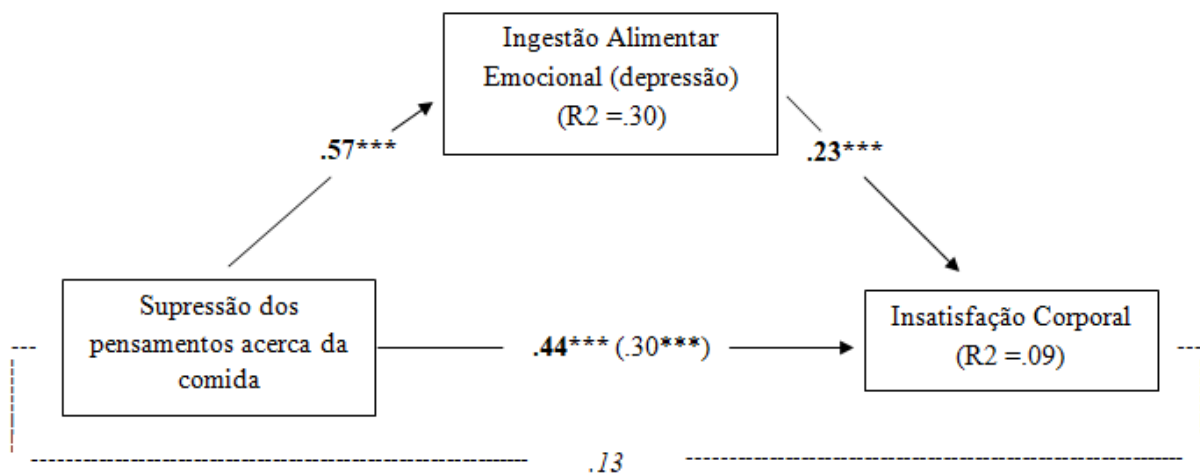 Ingestão Alimentar
Emocional (depressão)
(R2 =.30)
.57***
.23***
Supressão dos
pensamentos acerca da
comida
.44*** (.30***)
Insatisfação Corporal
(R2 =.09)
.13